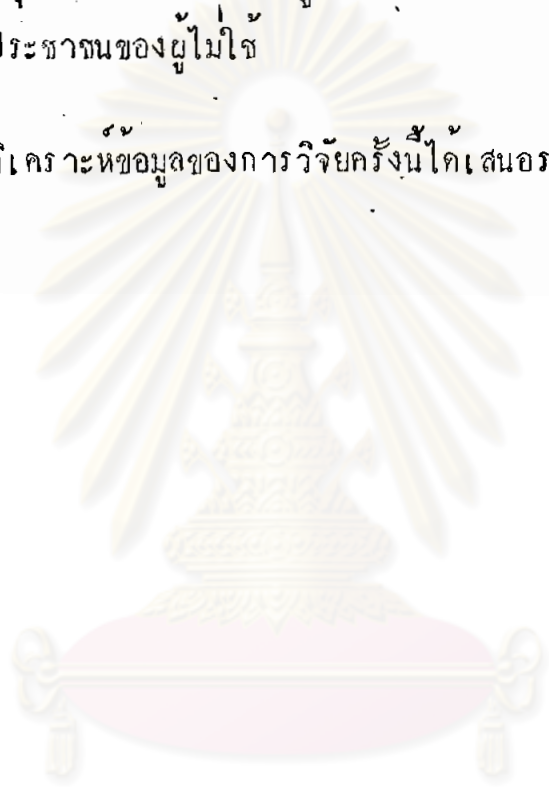 ประชาชนของผู้ไม่ใช้
วิเคราะห์ข้อมูลของการวิจัยครั้งนี้ได้เสนอร